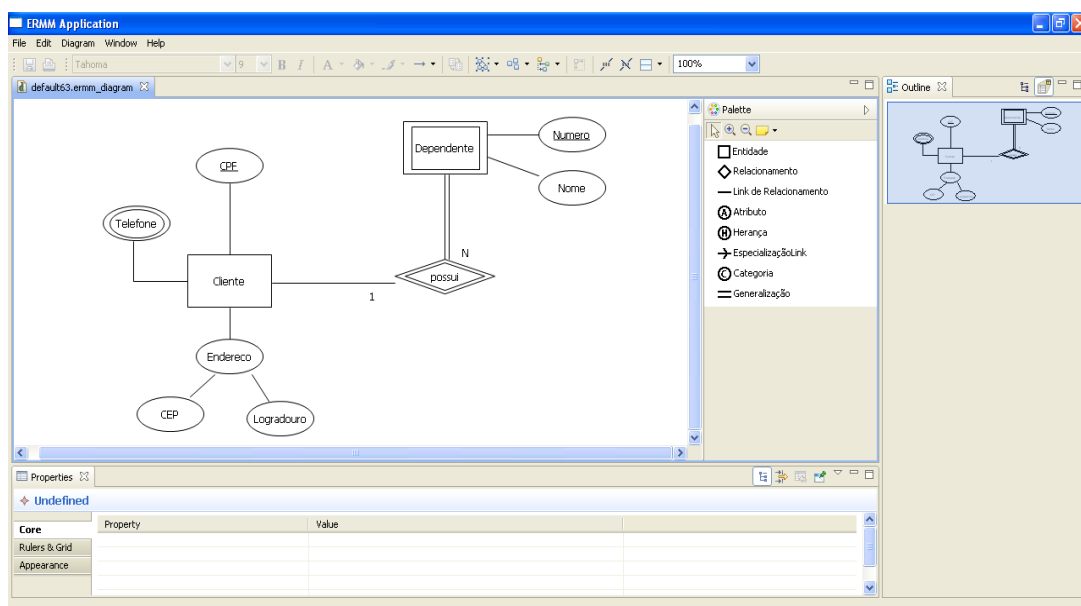 ERMM Application
File Edit Diagram Window Help
Tahoma 9 B I A 100%
default63.ermm_diagram
Outline
Dependente
Numero
Nome
CPF
Telefone
Cliente
1
N
possui
Endereco
CEP
Logradouro
Palette
Entidade
Relacionamento
Link de Relacionamento
A Atributo
H Herança
EspecializaçãoLink
C Categoria
Generalização
Properties
Undefined
Core
Rulers & Grid
Appearance
Property Value